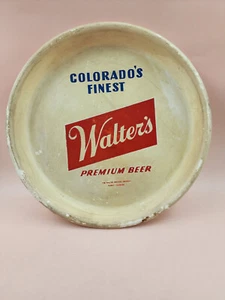 COLORADO'S
FINEST
Walter's
PREMIUM BEER